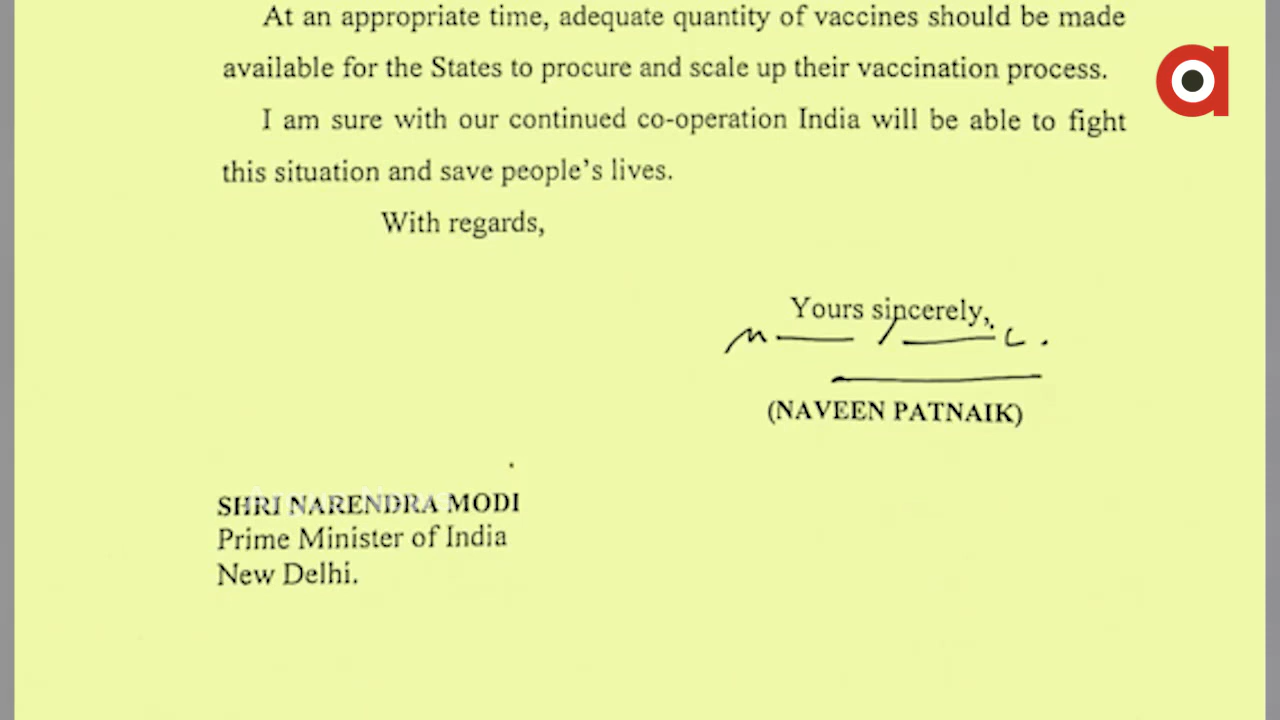 At an appropriate time, adequate quantity of vaccines should be made
available for the States to procure and scale up their vaccination process.
I am sure with our continued co-operation India will be able to fight
this situation and save people's lives.
With regards,
Yours sincerely,
(NAVEEN PATNAIK)
SHRI NARENDRA MODI
Prime Minister of India
New Delhi.